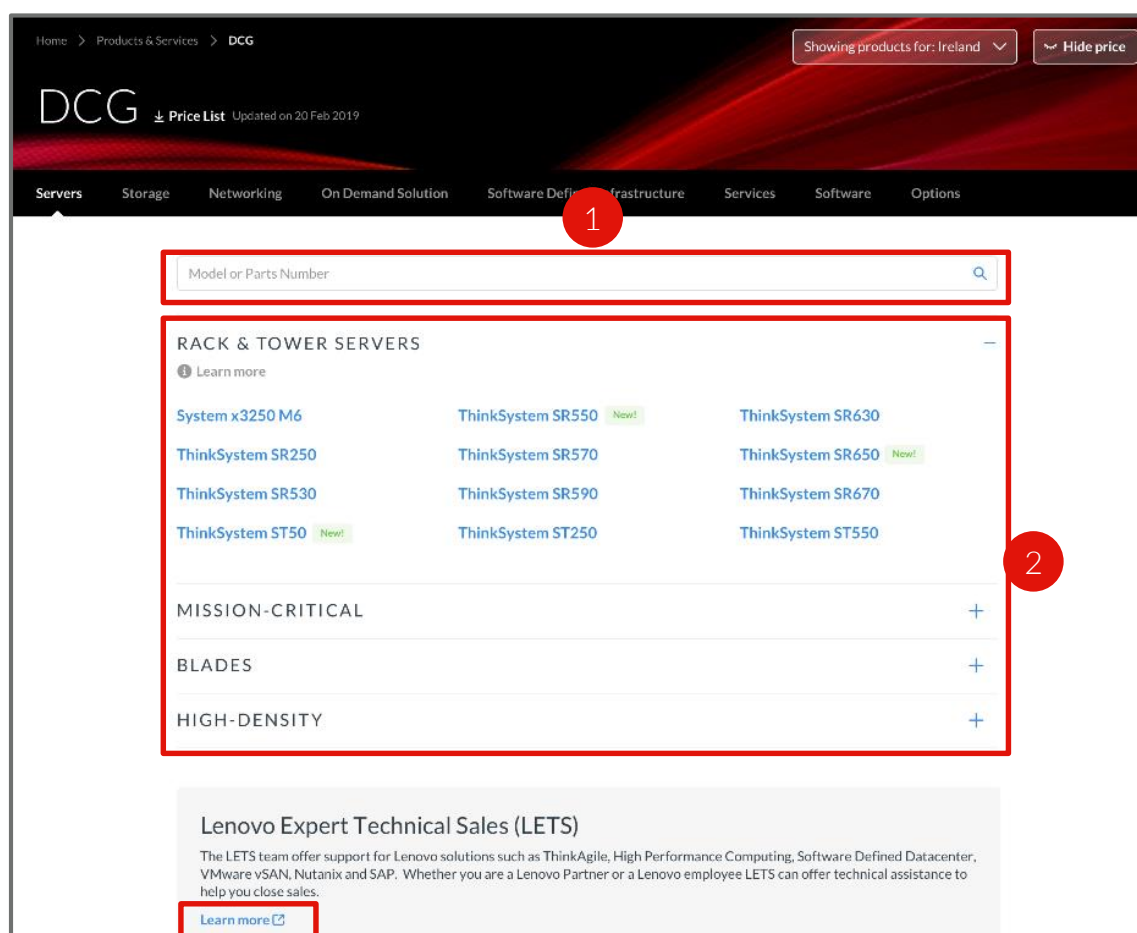 Home > Products & Services > DCG
Showing products for: Ireland
Hide price
DCG Price List Updated on 20 Feb 2019
Servers Storage Networking On Demand Solution Software Defin frastructure Services Software Options
1
Model or Parts Number
RACK & TOWER SERVERS
Learn more
System x3250 M6 ThinkSystem SR550 New! ThinkSystem SR630
ThinkSystem SR250 ThinkSystem SR570 ThinkSystem SR650 New!
ThinkSystem SR530 ThinkSystem SR590 ThinkSystem SR670
ThinkSystem ST50 New! ThinkSystem ST250 ThinkSystem ST550
2
MISSION-CRITICAL
BLADES
HIGH-DENSITY
Lenovo Expert Technical Sales (LETS)
The LETS team offer support for Lenovo solutions such as ThinkAgile, High Performance Computing, Software Defined Datacenter,
VMware vSAN, Nutanix and SAP. Whether you are a Lenovo Partner or a Lenovo employee LETS can offer technical assistance to
help you close sales.
Learn more